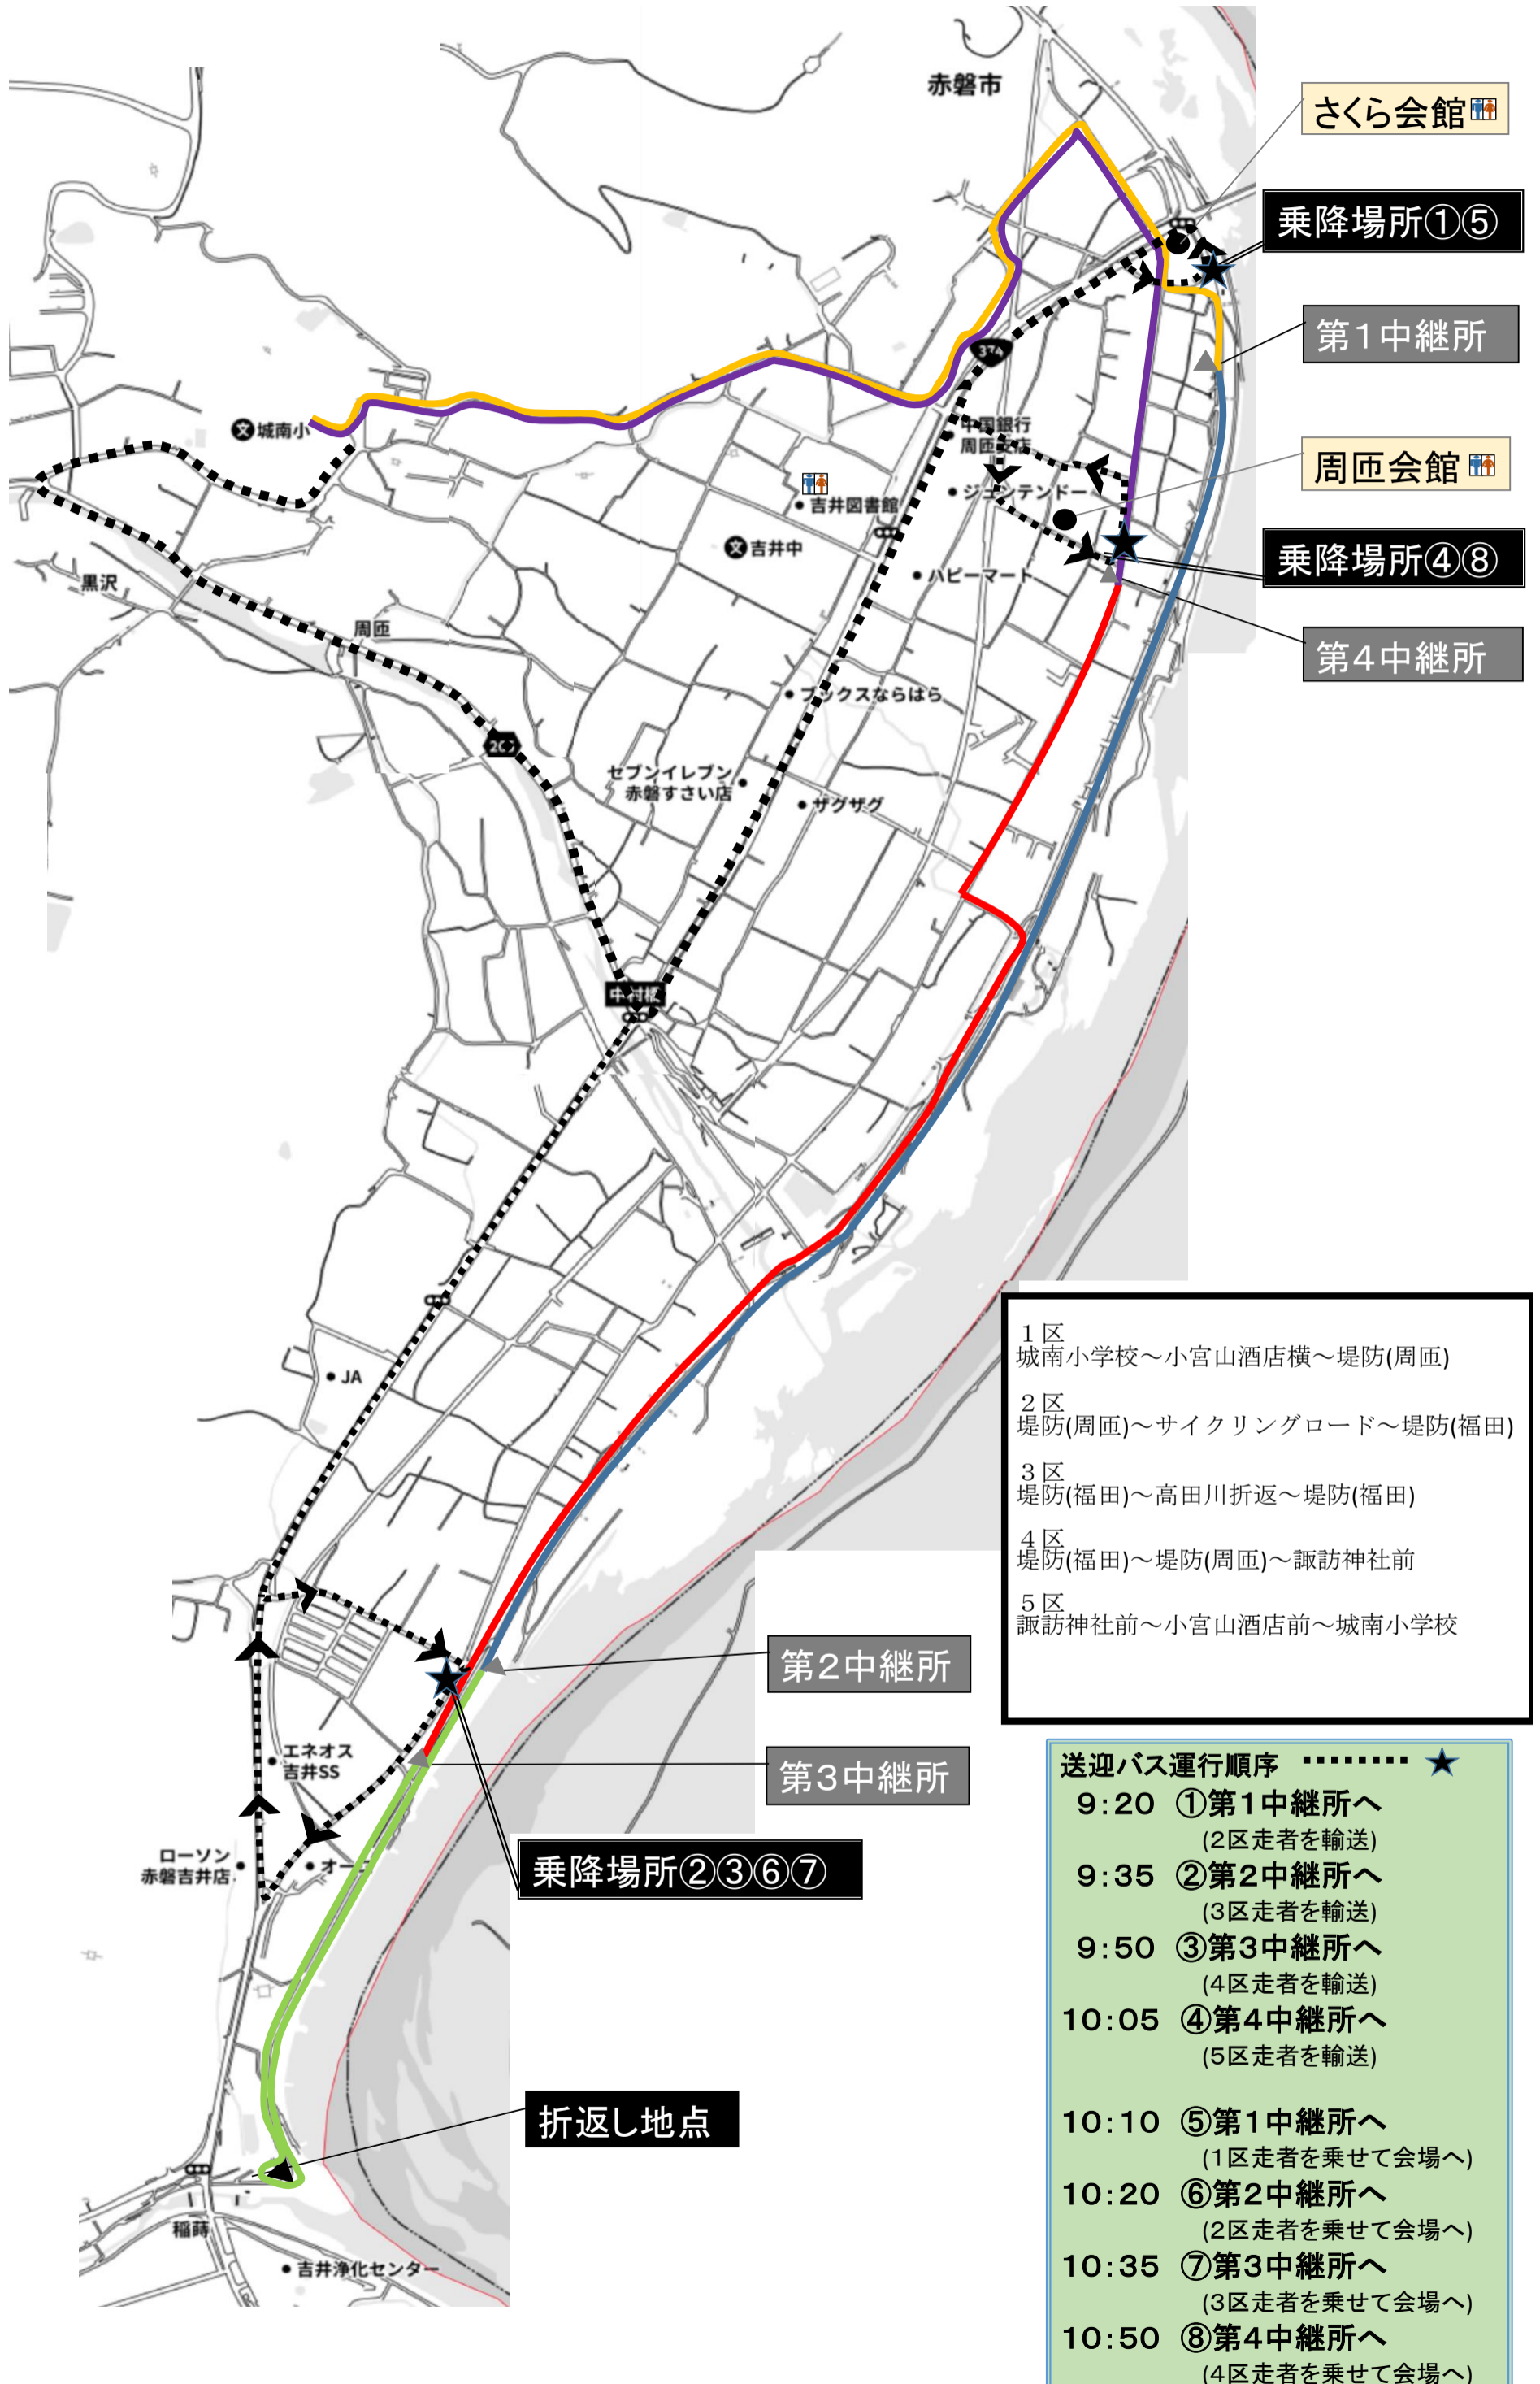 赤磐市
さくら会館
乗降場所①⑤
第1中継所
374
城南小
中国銀行
周匝支店
周匝会館
ジュンテンドー
吉井図書館
吉井中
乗降場所④⑧
ハピーマート
黒沢
周匝
第4中継所
ブックスならはら
セブンイレブン
赤磐すさい店
ザグザグ
中村橋
JA
1区
城南小学校～小宮山酒店横～堤防(周匝)
2区
堤防(周匝)～サイクリングロード～堤防(福田)
3区
堤防(福田)～高田川折返～堤防(福田)
4区
堤防(福田)～堤防(周匝)～諏訪神社前
5区
諏訪神社前～小宮山酒店前～城南小学校
第2中継所
エネオス
吉井SS
第3中継所
ローソン
赤磐吉井店
乗降場所②③⑥⑦
折返し地点
稲蒔
吉井浄化センター
送迎バス運行順序
9:20 ①第1中継所へ
(2区走者を輸送)
9:35 ②第2中継所へ
(3区走者を輸送)
9:50 ③第3中継所へ
(4区走者を輸送)
10:05 ④第4中継所へ
(5区走者を輸送)
10:10 ⑤第1中継所へ
(1区走者を乗せて会場へ)
10:20 ⑥第2中継所へ
(2区走者を乗せて会場へ)
10:35 ⑦第3中継所へ
(3区走者を乗せて会場へ)
10:50 ⑧第4中継所へ
(4区走者を乗せて会場へ)